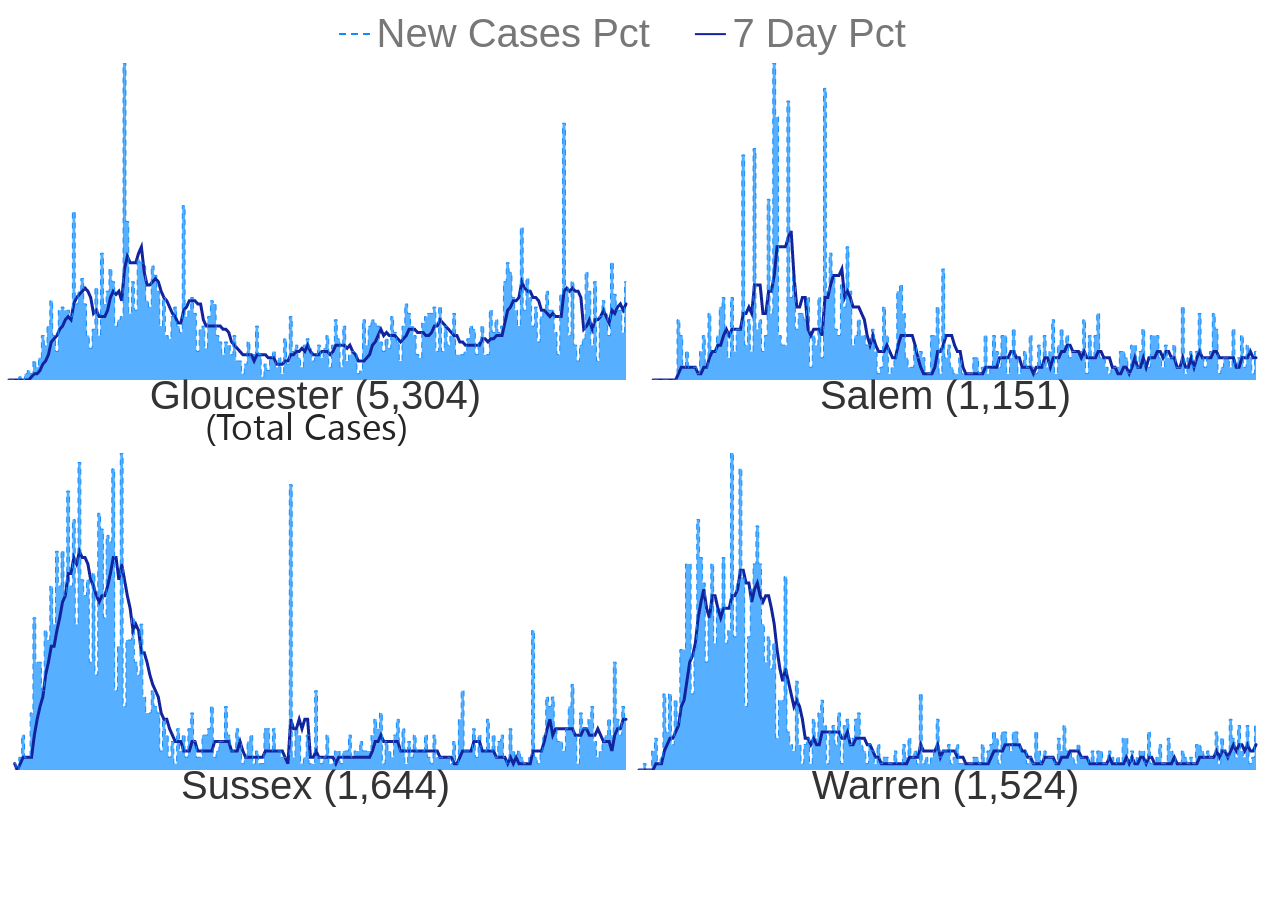 New Cases Pct 7 Day Pct
Gloucester (5,304) Salem (1,151)
(Total Cases)
Sussex (1,644) Warren (1,524)